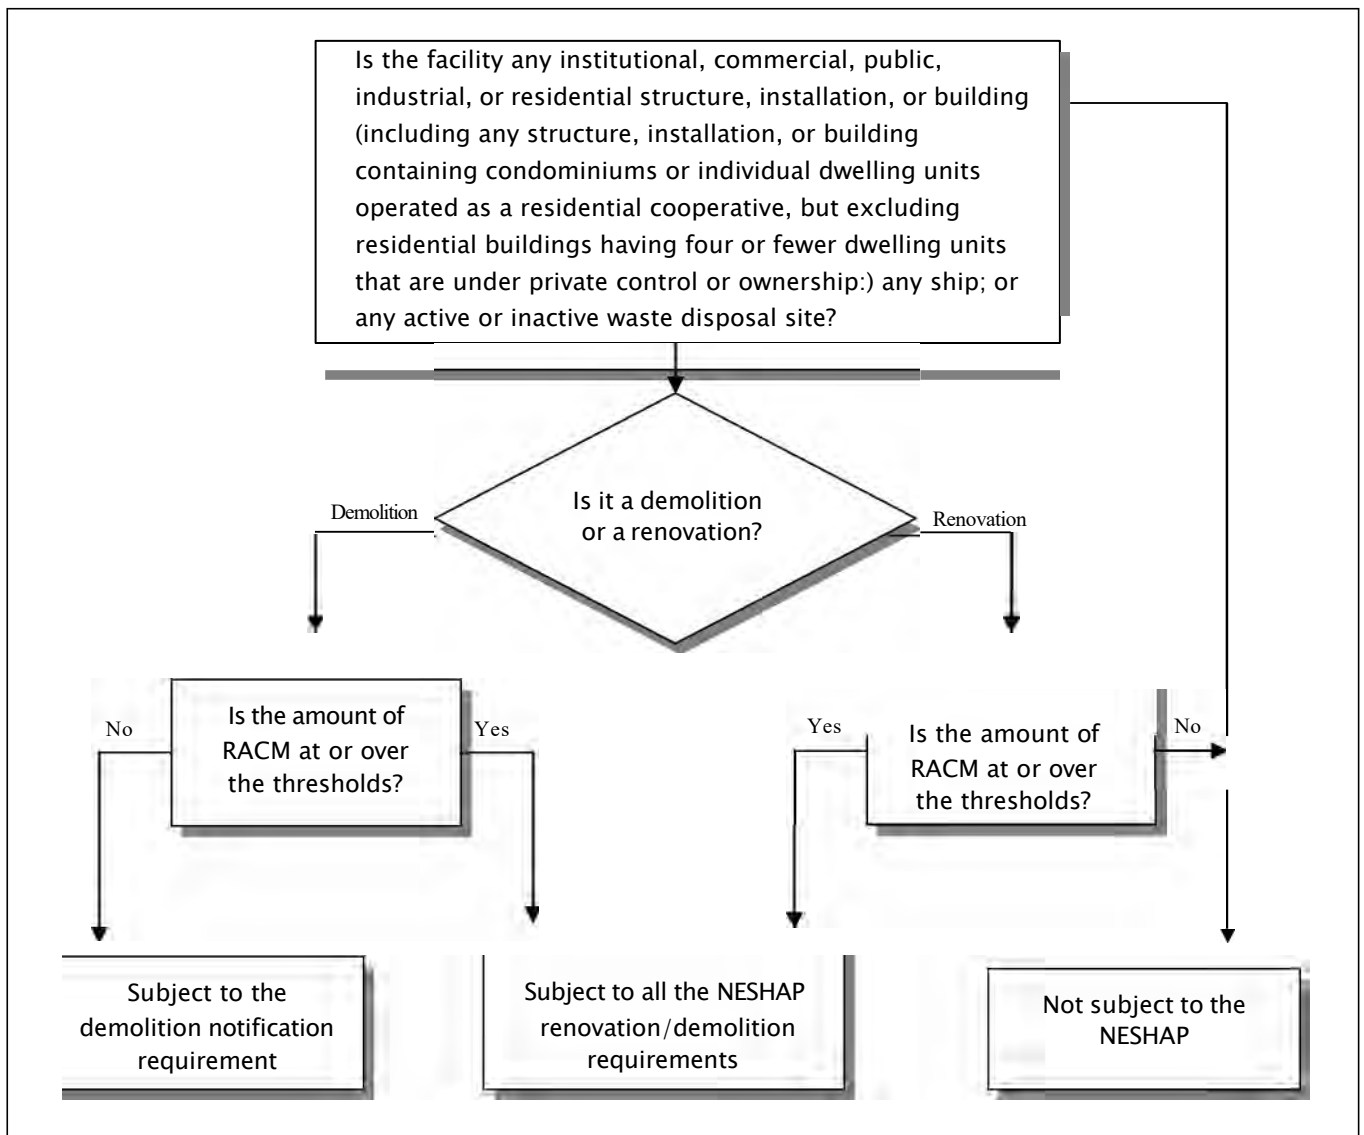 Is the facility any institutional, commercial, public,
industrial, or residential structure, installation, or building
(including any structure, installation, or building
containing condominiums or individual dwelling units
operated as a residential cooperative, but excluding
residential buildings having four or fewer dwelling units
that are under private control or ownership:) any ship; or
any active or inactive waste disposal site?
Is it a demolition
or a renovation?
Demolition
Renovation
No
Is the amount of
RACM at or over
the thresholds?
Yes
Yes
Is the amount of
RACM at or over
the thresholds?
No
Subject to the
demolition notification
requirement
Subject to all the NESHAP
renovation/demolition
requirements
Not subject to the
NESHAP